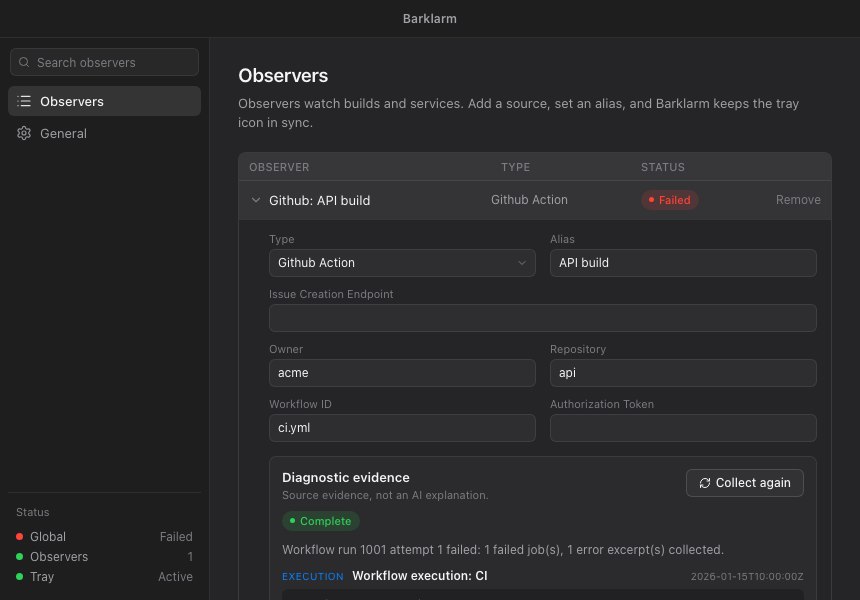 Barklarm
Search observers
Observers
General
Status
Global Failed
Observers 1
Tray Active
Observers
Observers watch builds and services. Add a source, set an alias, and Barklarm keeps the tray
icon in sync.
OBSERVER TYPE STATUS
Github: API build Github Action Failed Remove
Type Alias
Github Action API build
Issue Creation Endpoint
Owner Repository
acme api
Workflow ID Authorization Token
ci.yml
Diagnostic evidence
Source evidence, not an AI explanation.
Collect again
Complete
Workflow run 1001 attempt 1 failed: 1 failed job(s), 1 error excerpt(s) collected.
EXECUTION Workflow execution: CI 2026-01-15T10:00:00Z